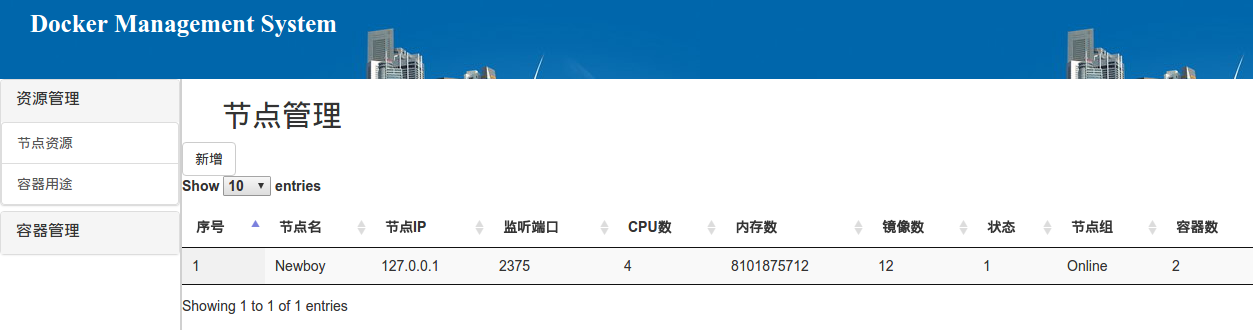 Docker Management System
资源管理
节点资源
容器用途
容器管理
节点管理
新增
Show 10 entries
序号 节点名 节点IP 监听端口 CPU数 内存数 镜像数 状态 节点组 容器数
1 Newboy 127.0.0.1 2375 4 8101875712 12 1 Online 2
Showing 1 to 1 of 1 entries